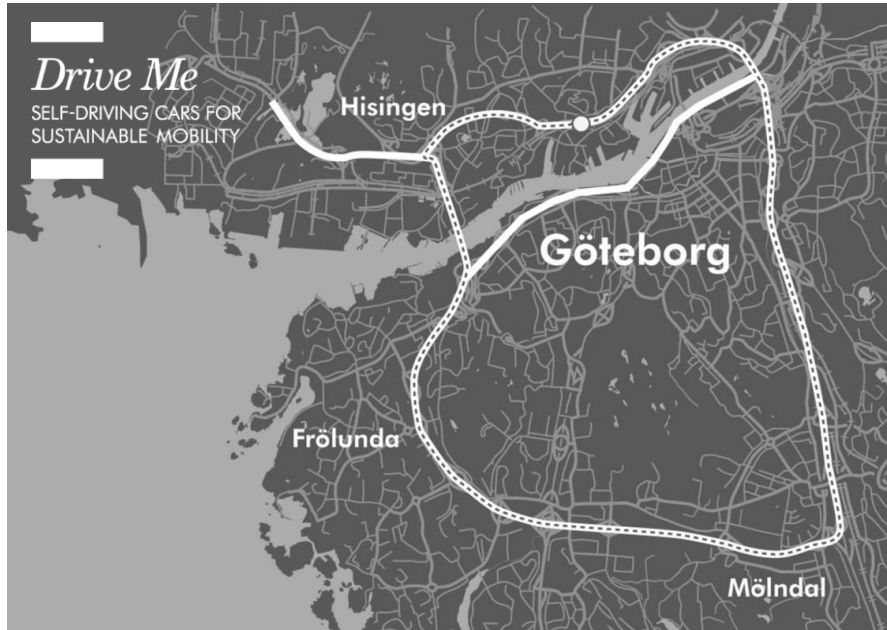 Drive Me
SELF-DRIVING CARS FOR
SUSTAINABLE MOBILITY
Hisingen
Göteborg
Frölunda
Mölndal